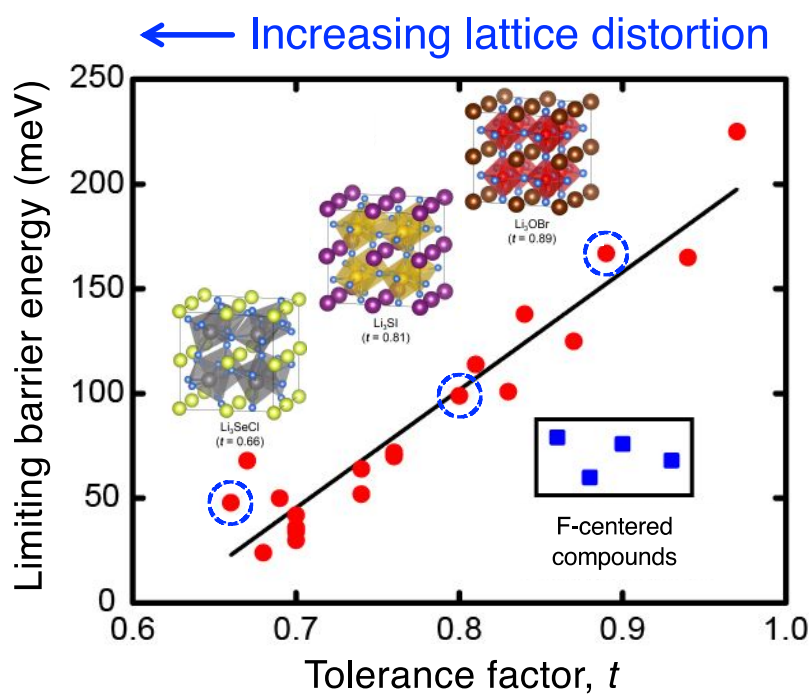 ← Increasing lattice distortion
Limiting barrier energy (meV)
250
200
150
100
50
0
Li₃OBr
(t = 0.89)
Li₃SI
(t = 0.81)
Li₃SeCl
(t = 0.66)
F-centered
compounds
0.6 0.7 0.8 0.9 1.0
Tolerance factor, t